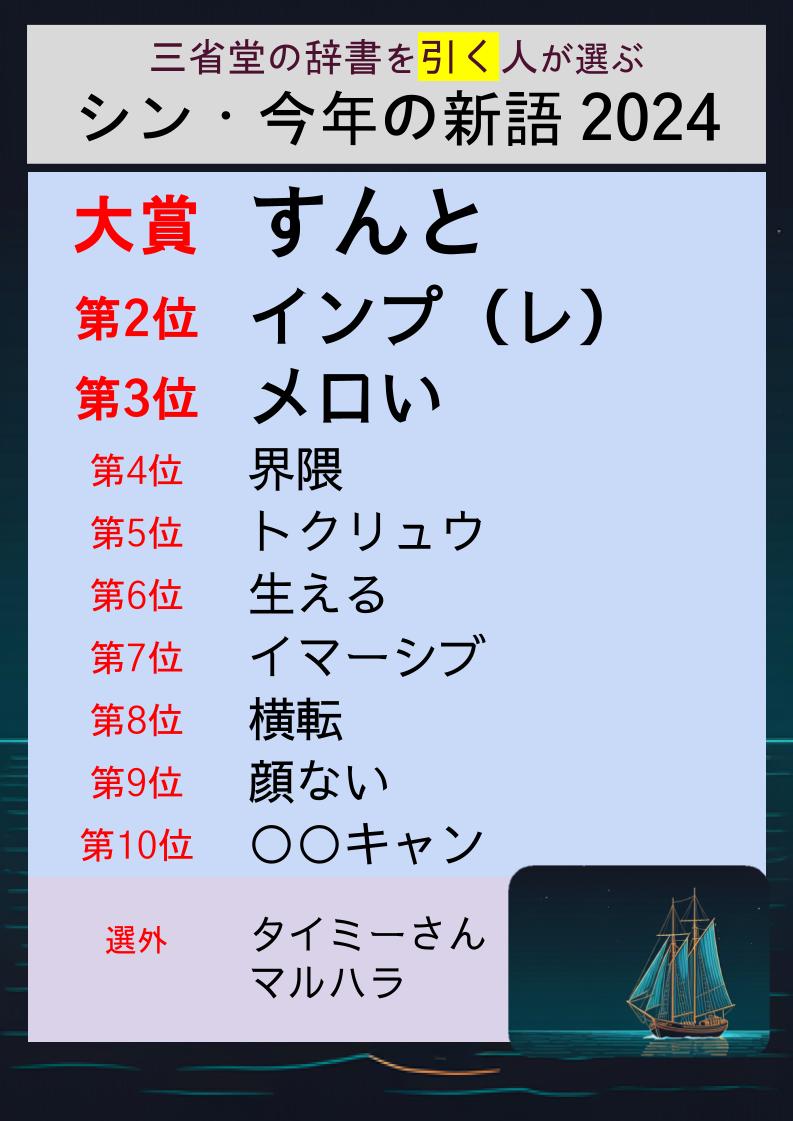 三省堂の辞書を引く人が選ぶ
シン・今年の新語 2024
大賞 すんと
第2位 インプ（レ）
第3位 メロい
第4位 界隈
第5位 トクリュウ
第6位 生える
第7位 イマーシブ
第8位 横転
第9位 顔ない
第10位 〇〇キャン
選外 タイミーさん
マルハラ